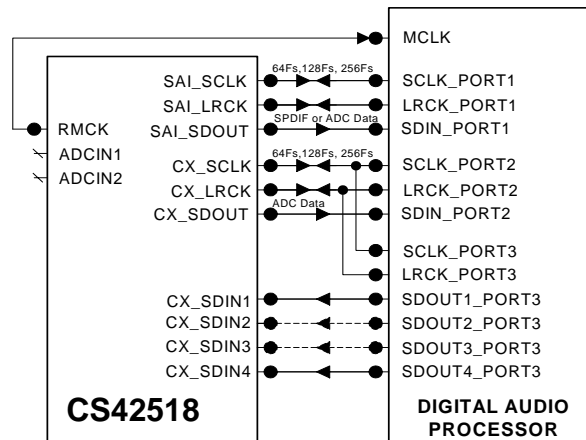 MCLK
64Fs,128Fs, 256Fs
SAI_SCLK
SCLK_PORT1
SAI_LRCK
LRCK_PORT1
SPDIF or ADC Data
RMCK
SAI_SDOUT
SDIN_PORT1
ADCIN1
64Fs,128Fs, 256Fs
CX_SCLK
SCLK_PORT2
ADCIN2
CX_LRCK
LRCK_PORT2
ADC Data
CX_SDOUT
SDIN_PORT2
SCLK_PORT3
LRCK_PORT3
CX_SDIN1
SDOUT1_PORT3
CX_SDIN2
SDOUT2_PORT3
CX_SDIN3
SDOUT3_PORT3
CX_SDIN4
SDOUT4_PORT3
CS42518
DIGITAL AUDIO
PROCESSOR